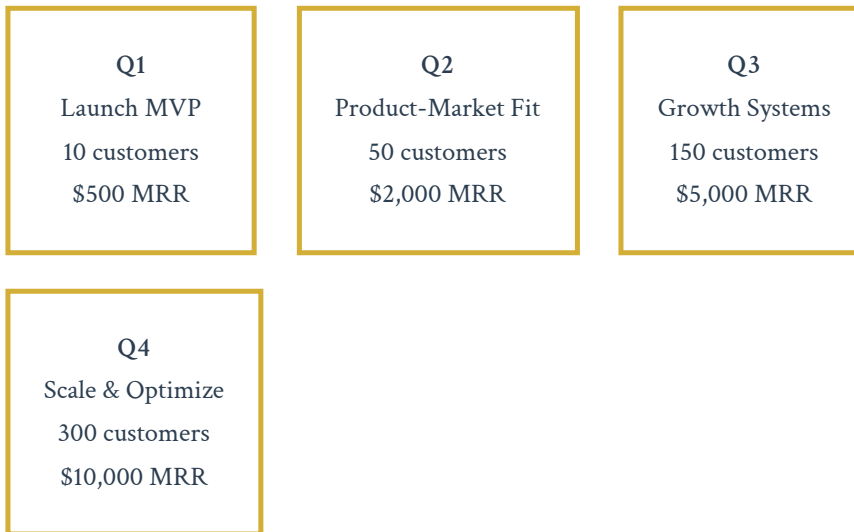 Q1
Launch MVP
10 customers
$500 MRR
Q2
Product-Market Fit
50 customers
$2,000 MRR
Q3
Growth Systems
150 customers
$5,000 MRR
Q4
Scale & Optimize
300 customers
$10,000 MRR